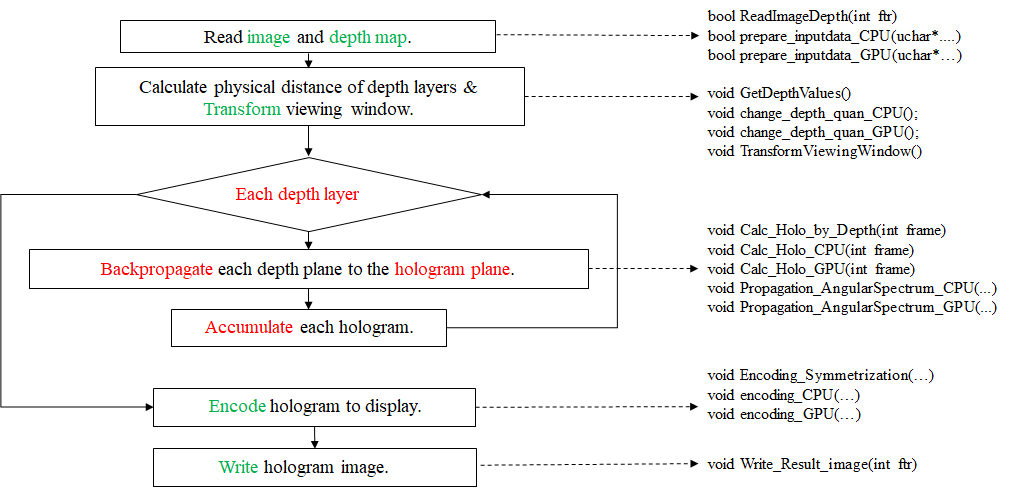 Read image and depth map.
bool ReadImageDepth(int ftr)
bool prepare_inputdata_CPU(uchar*....)
bool prepare_inputdata_GPU(uchar*…)
Calculate physical distance of depth layers &
Transform viewing window.
void GetDepthValues()
void change_depth_quan_CPU();
void change_depth_quan_GPU();
void TransformViewingWindow()
Each depth layer
Backpropagate each depth plane to the hologram plane.
void Calc_Holo_by_Depth(int frame)
void Calc_Holo_CPU(int frame)
void Calc_Holo_GPU(int frame)
void Propagation_AngularSpectrum_CPU(...)
void Propagation_AngularSpectrum_GPU(...)
Accumulate each hologram.
Encode hologram to display.
void Encoding_Symmetrization(…)
void encoding_CPU(…)
void encoding_GPU(…)
Write hologram image.
void Write_Result_image(int ftr)